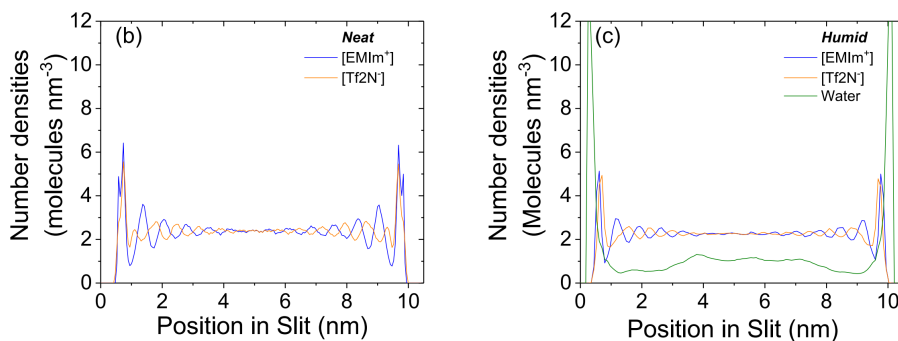 (b)
Neat
[EMIm⁺]
[Tf2N⁻]
Number densities
(molecules nm⁻³)
12
10
8
6
4
2
0
0 2 4 6 8 10
Position in Slit (nm)
(c)
Humid
[EMIm⁺]
[Tf2N⁻]
Water
Number densities
(Molecules nm⁻³)
12
10
8
6
4
2
0
0 2 4 6 8 10
Position in Slit (nm)